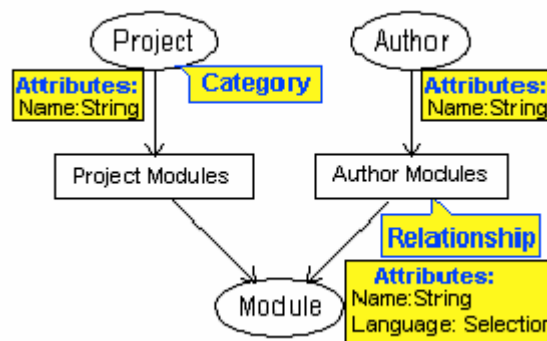 Project
Author
Attributes:
Name:String
Category
Attributes:
Name:String
Project Modules
Author Modules
Relationship
Module
Attributes:
Name:String
Language: Selection